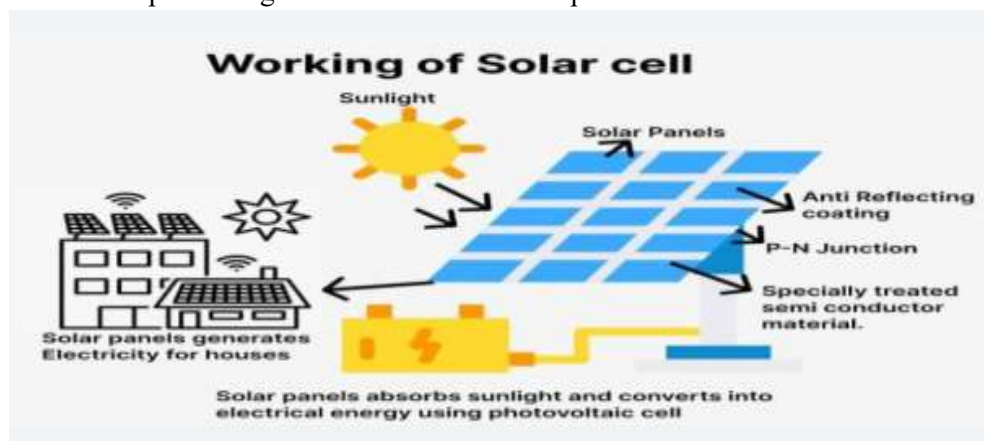 Working of Solar cell
Sunlight
Solar Panels
Anti Reflecting
coating
P-N Junction
Specially treated
semi conductor
material.
Solar panels generates
Electricity for houses
Solar panels absorbs sunlight and converts into
electrical energy using photovoltaic cell